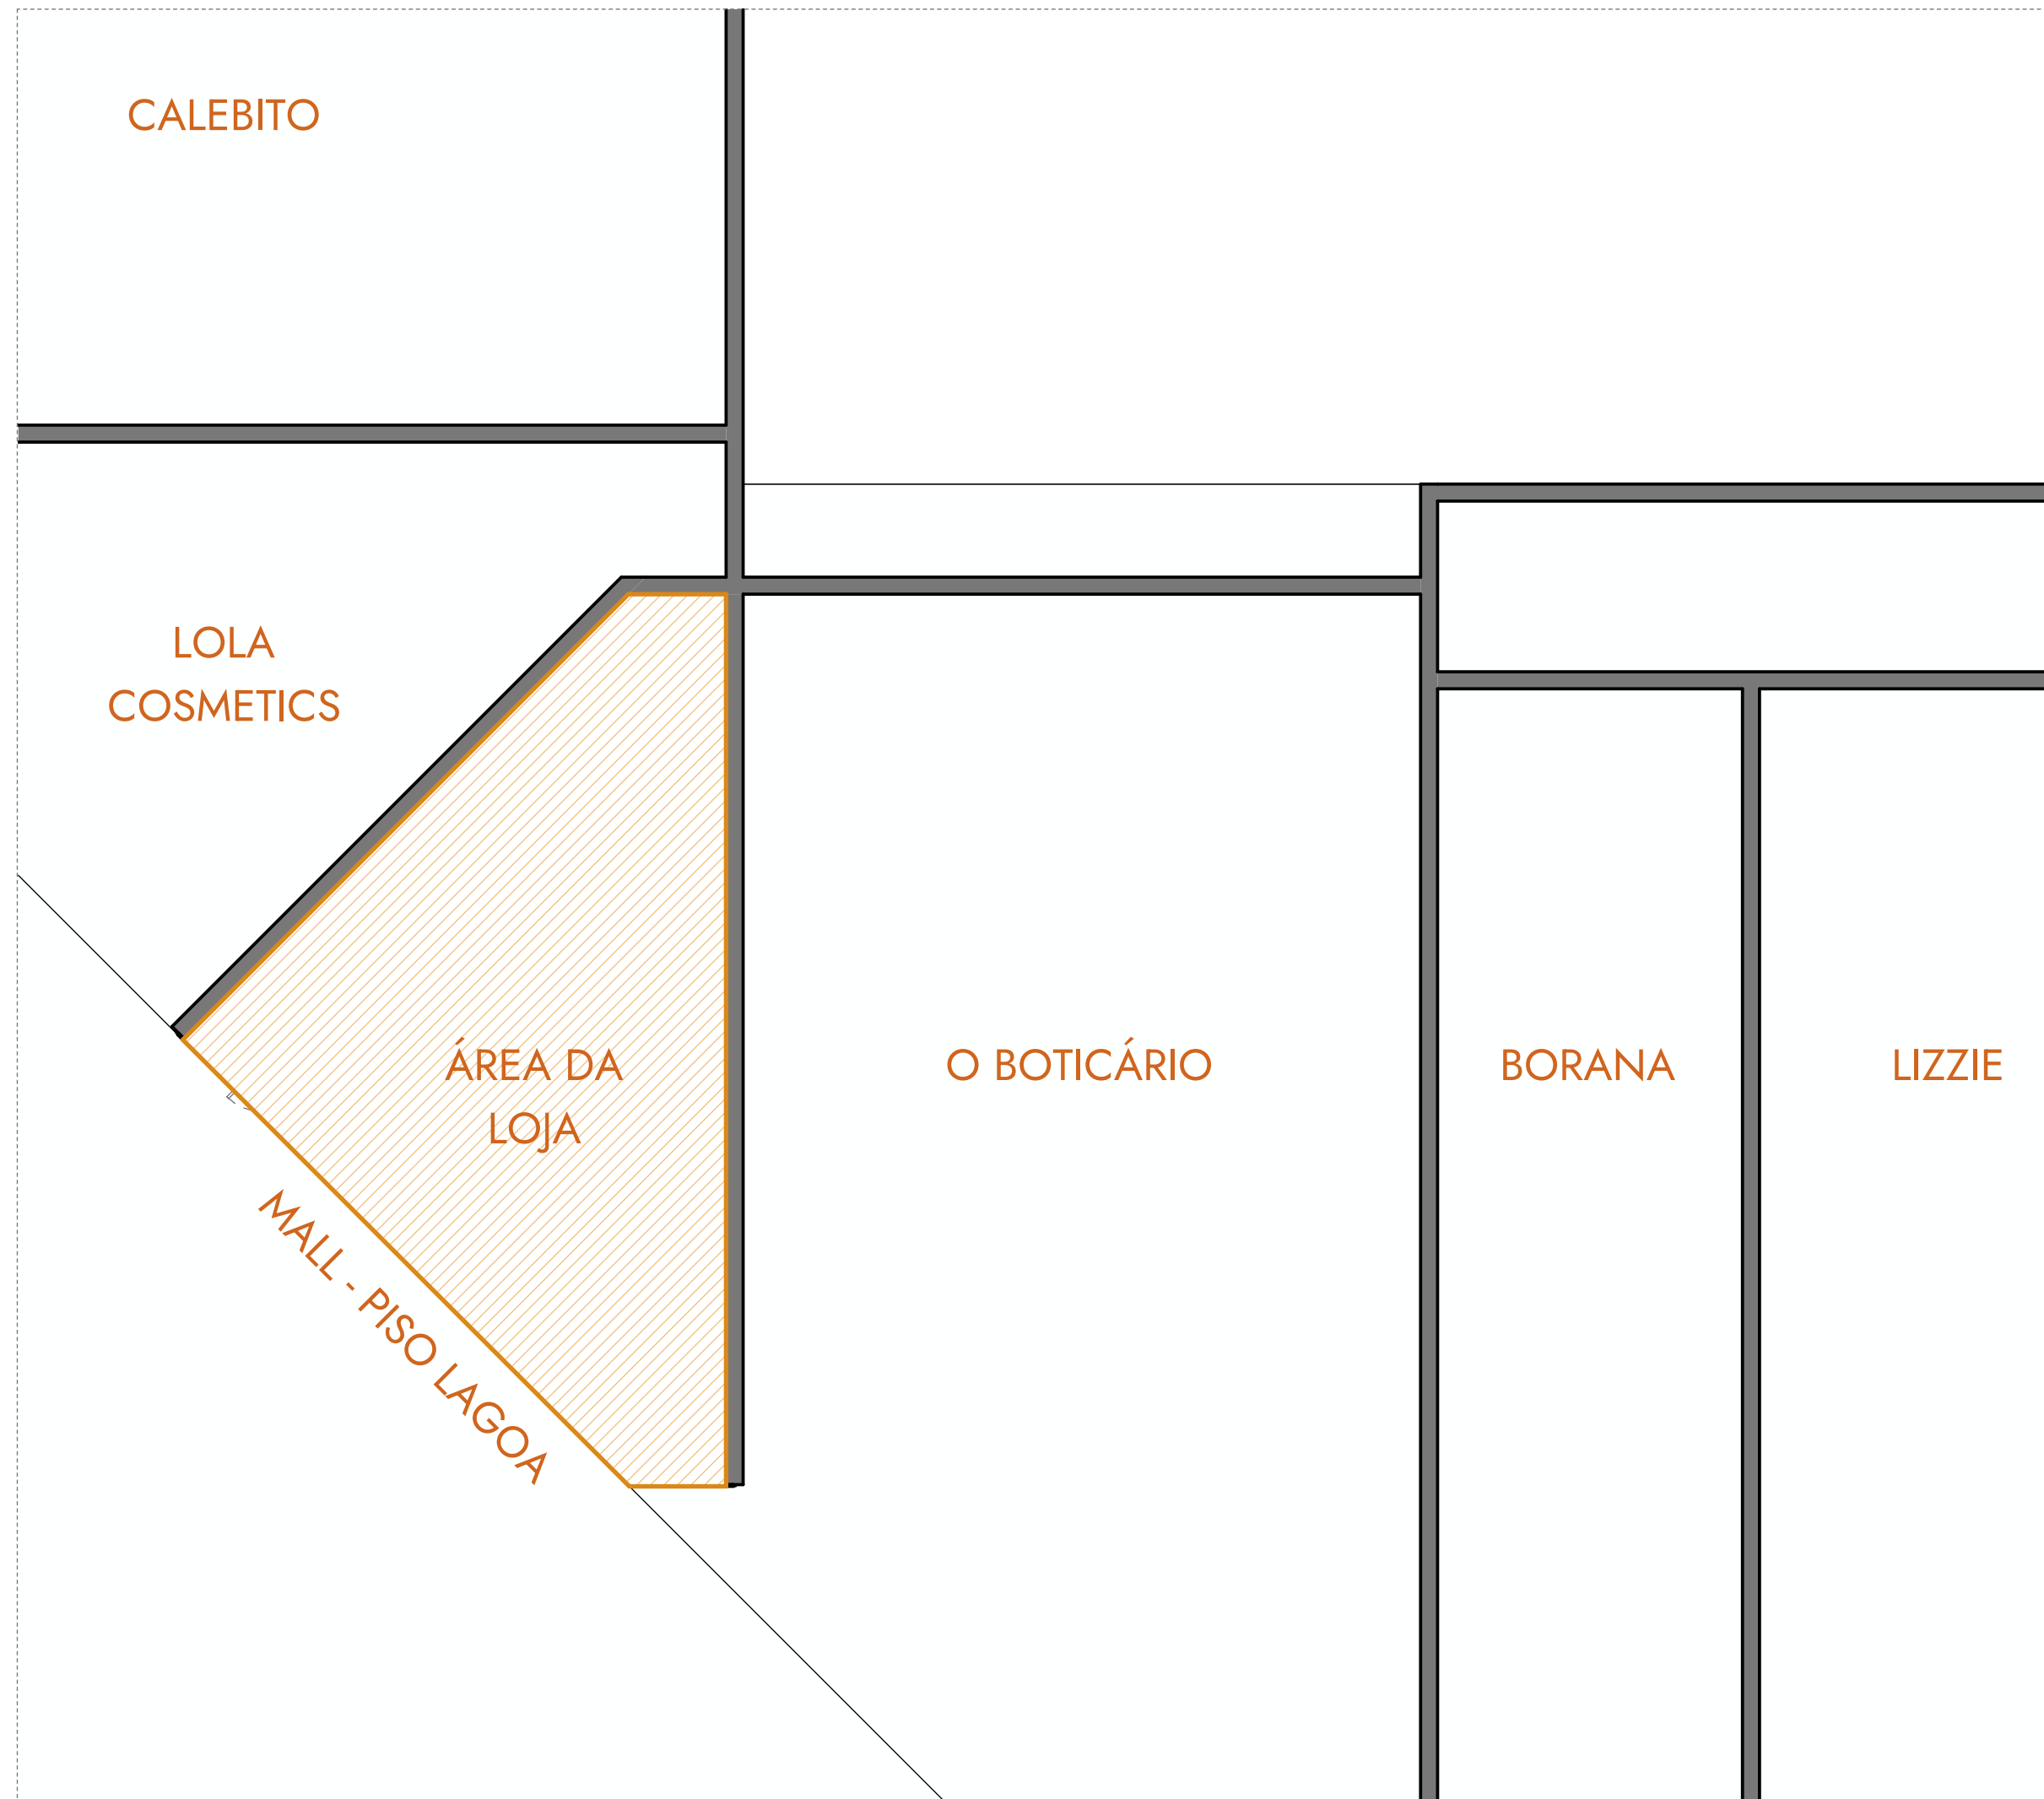 CALEBITO
LOLA
COSMETICS
ÁREA DA
LOJA
O BOTICÁRIO
BORANA
LIZZIE
MALL - PISO LAGOA